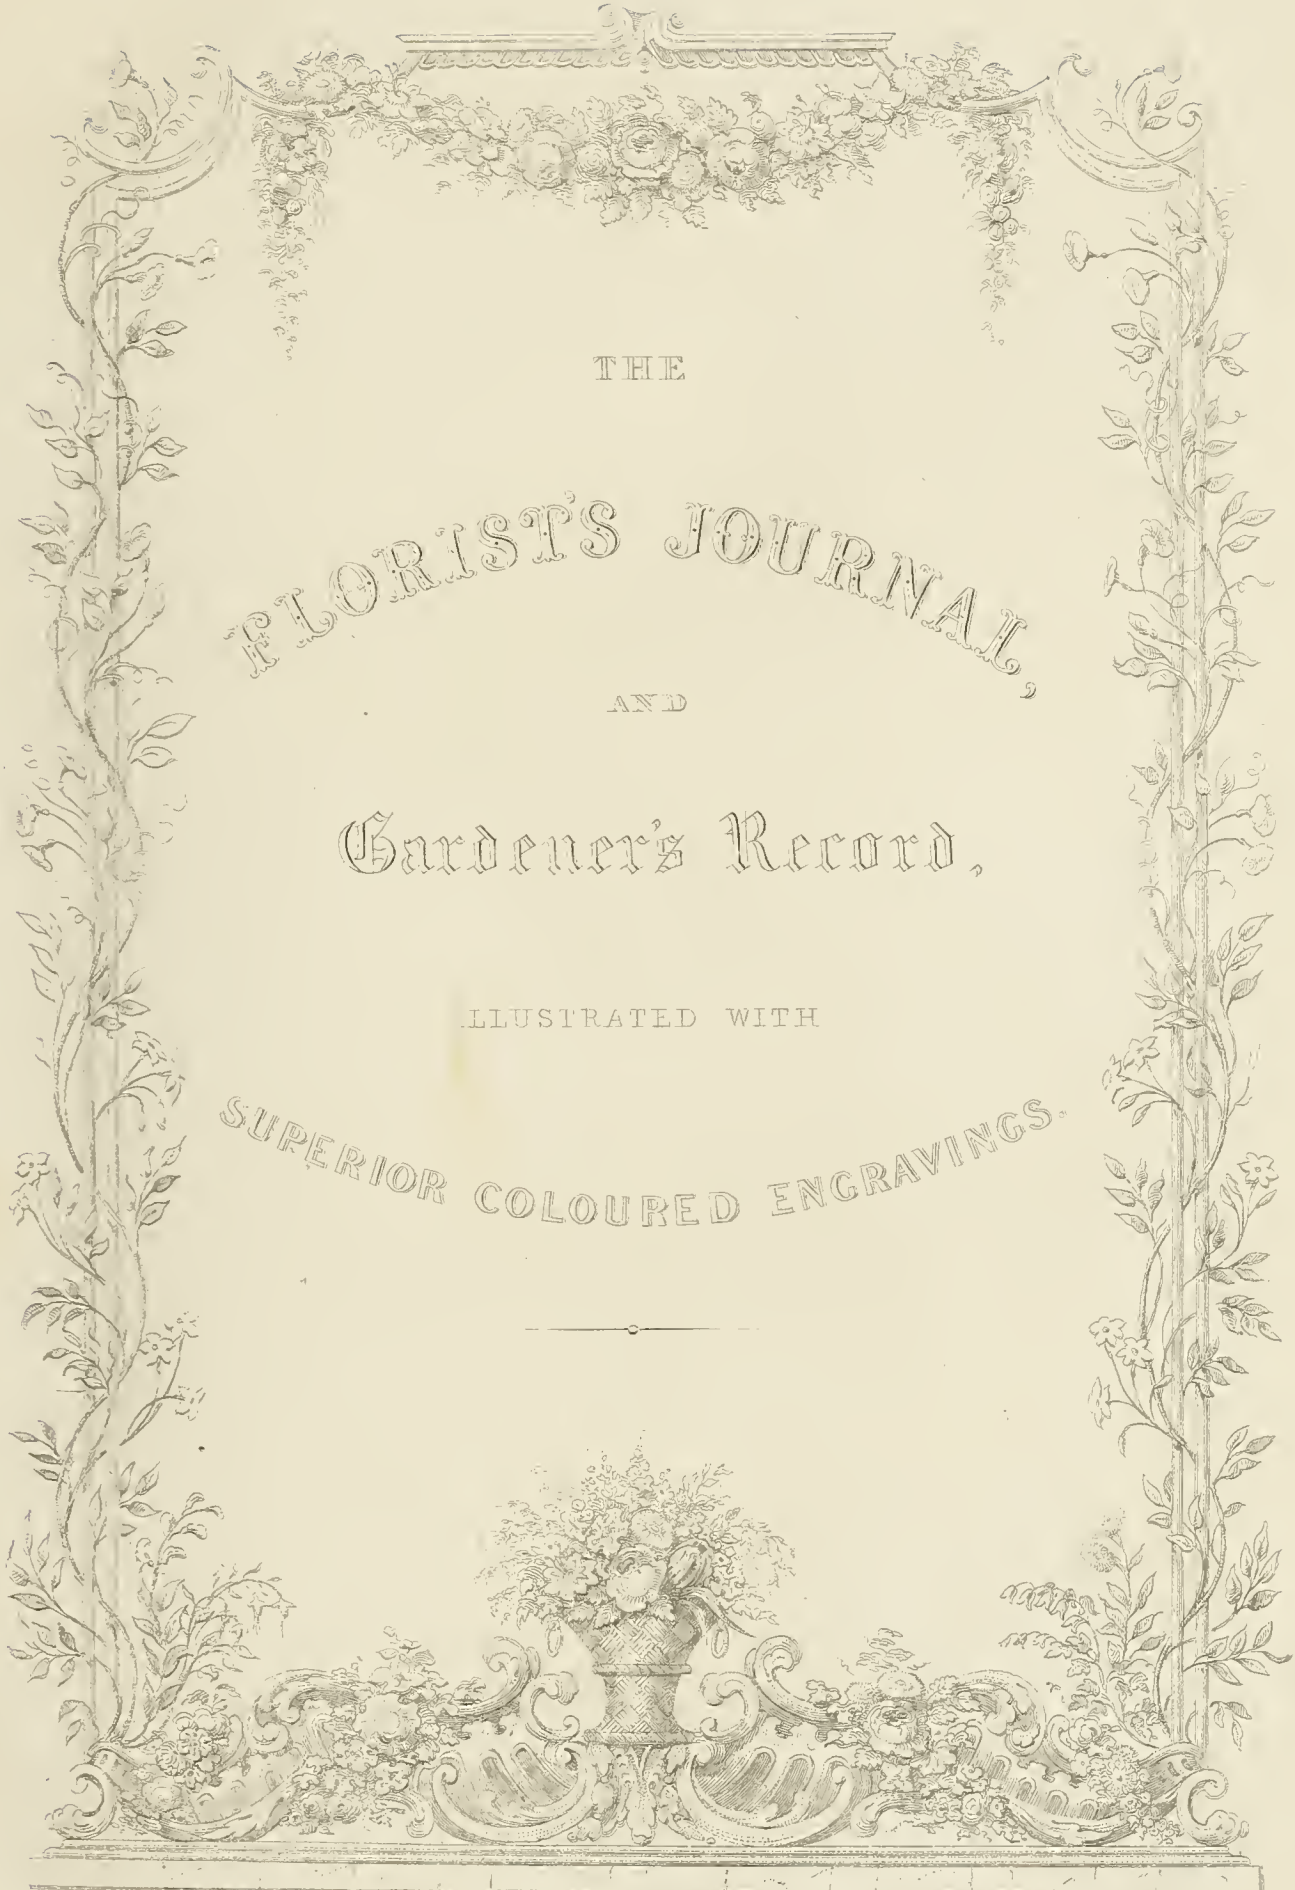 THE
FLORIST'S JOURNAL,
AND
Gardener's Record,
ILLUSTRATED WITH
SUPERIOR COLOURED ENGRAVINGS.